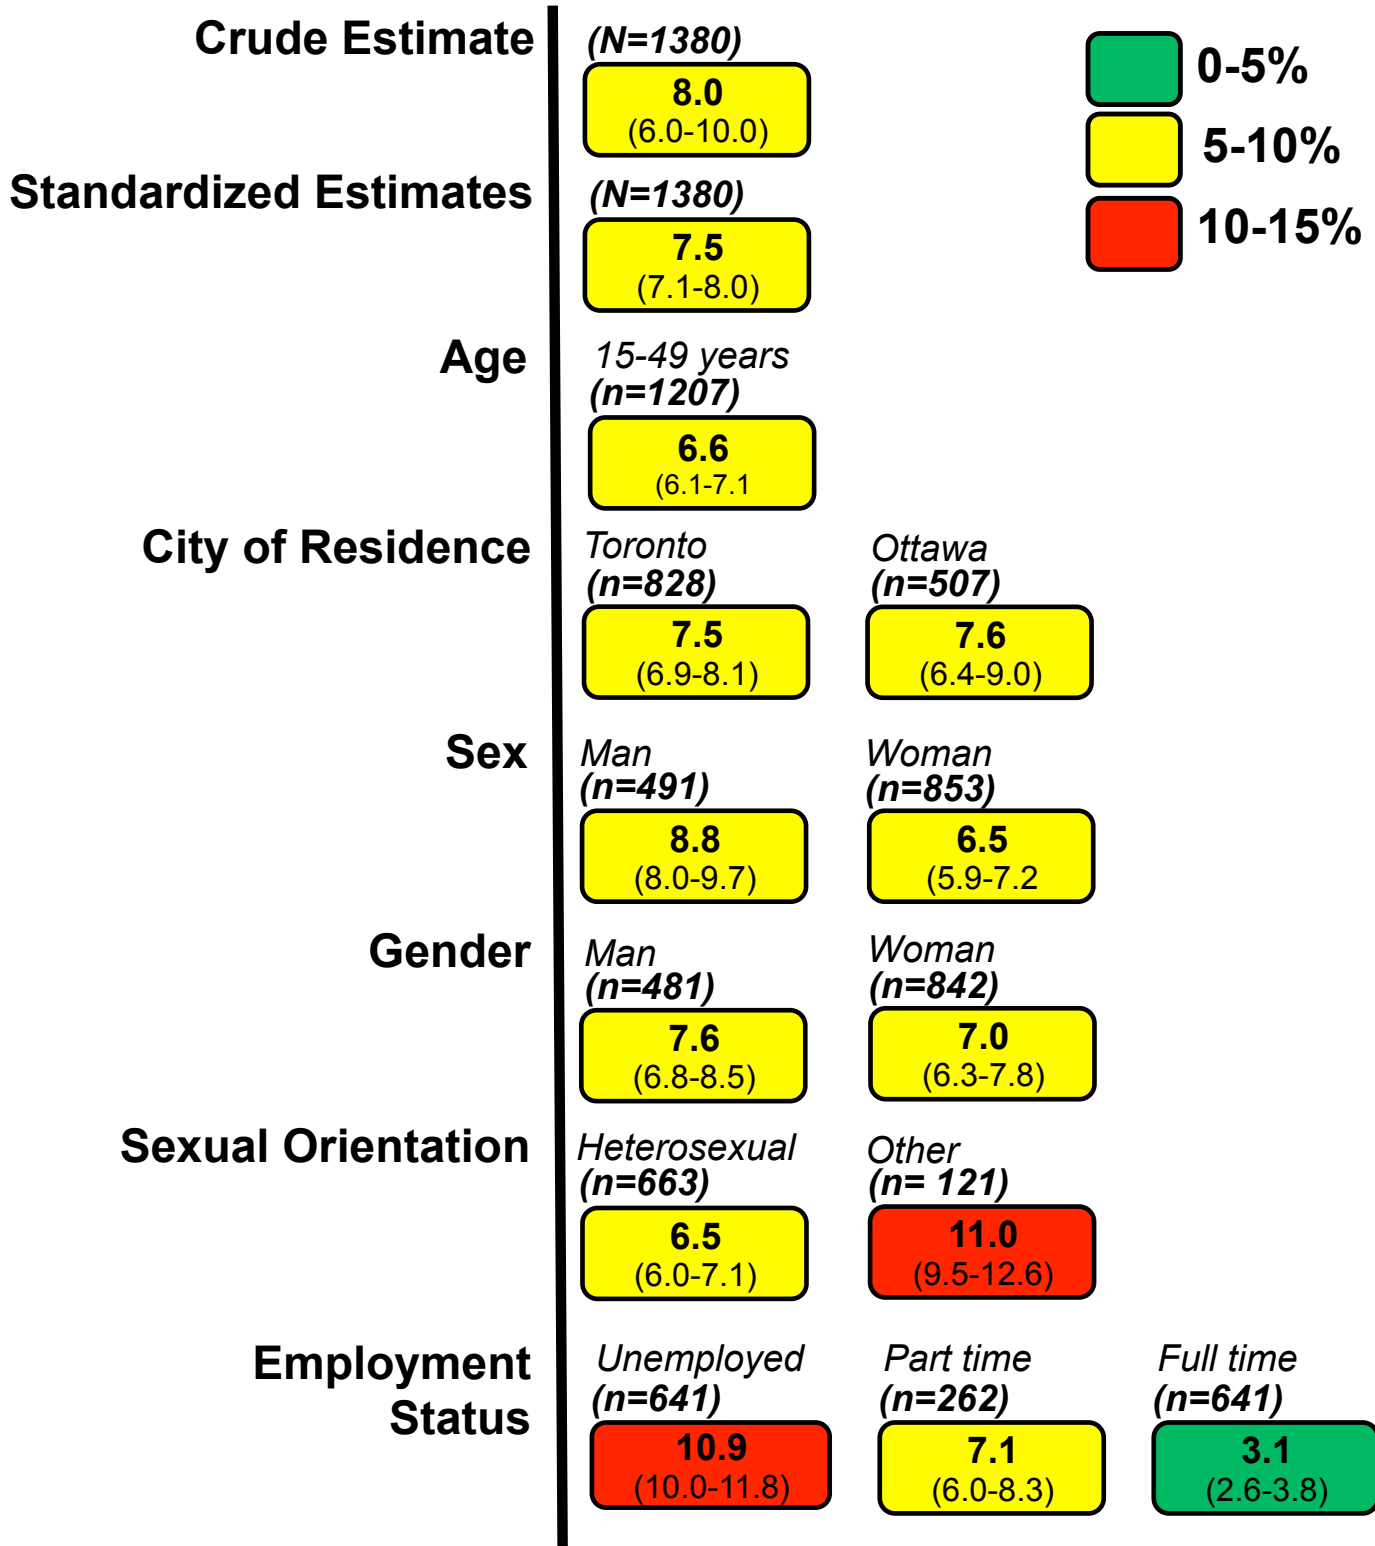 Crude Estimate
(N=1380)
8.0
(6.0-10.0)
0-5%
5-10%
10-15%
Standardized Estimates
(N=1380)
7.5
(7.1-8.0)
Age
15-49 years
(n=1207)
6.6
(6.1-7.1
City of Residence
Toronto
(n=828)
7.5
(6.9-8.1)
Ottawa
(n=507)
7.6
(6.4-9.0)
Sex
Man
(n=491)
8.8
(8.0-9.7)
Woman
(n=853)
6.5
(5.9-7.2
Gender
Man
(n=481)
7.6
(6.8-8.5)
Woman
(n=842)
7.0
(6.3-7.8)
Sexual Orientation
Heterosexual
(n=663)
6.5
(6.0-7.1)
Other
(n= 121)
11.0
(9.5-12.6)
Employment
Status
Unemployed
(n=641)
10.9
(10.0-11.8)
Part time
(n=262)
7.1
(6.0-8.3)
Full time
(n=641)
3.1
(2.6-3.8)